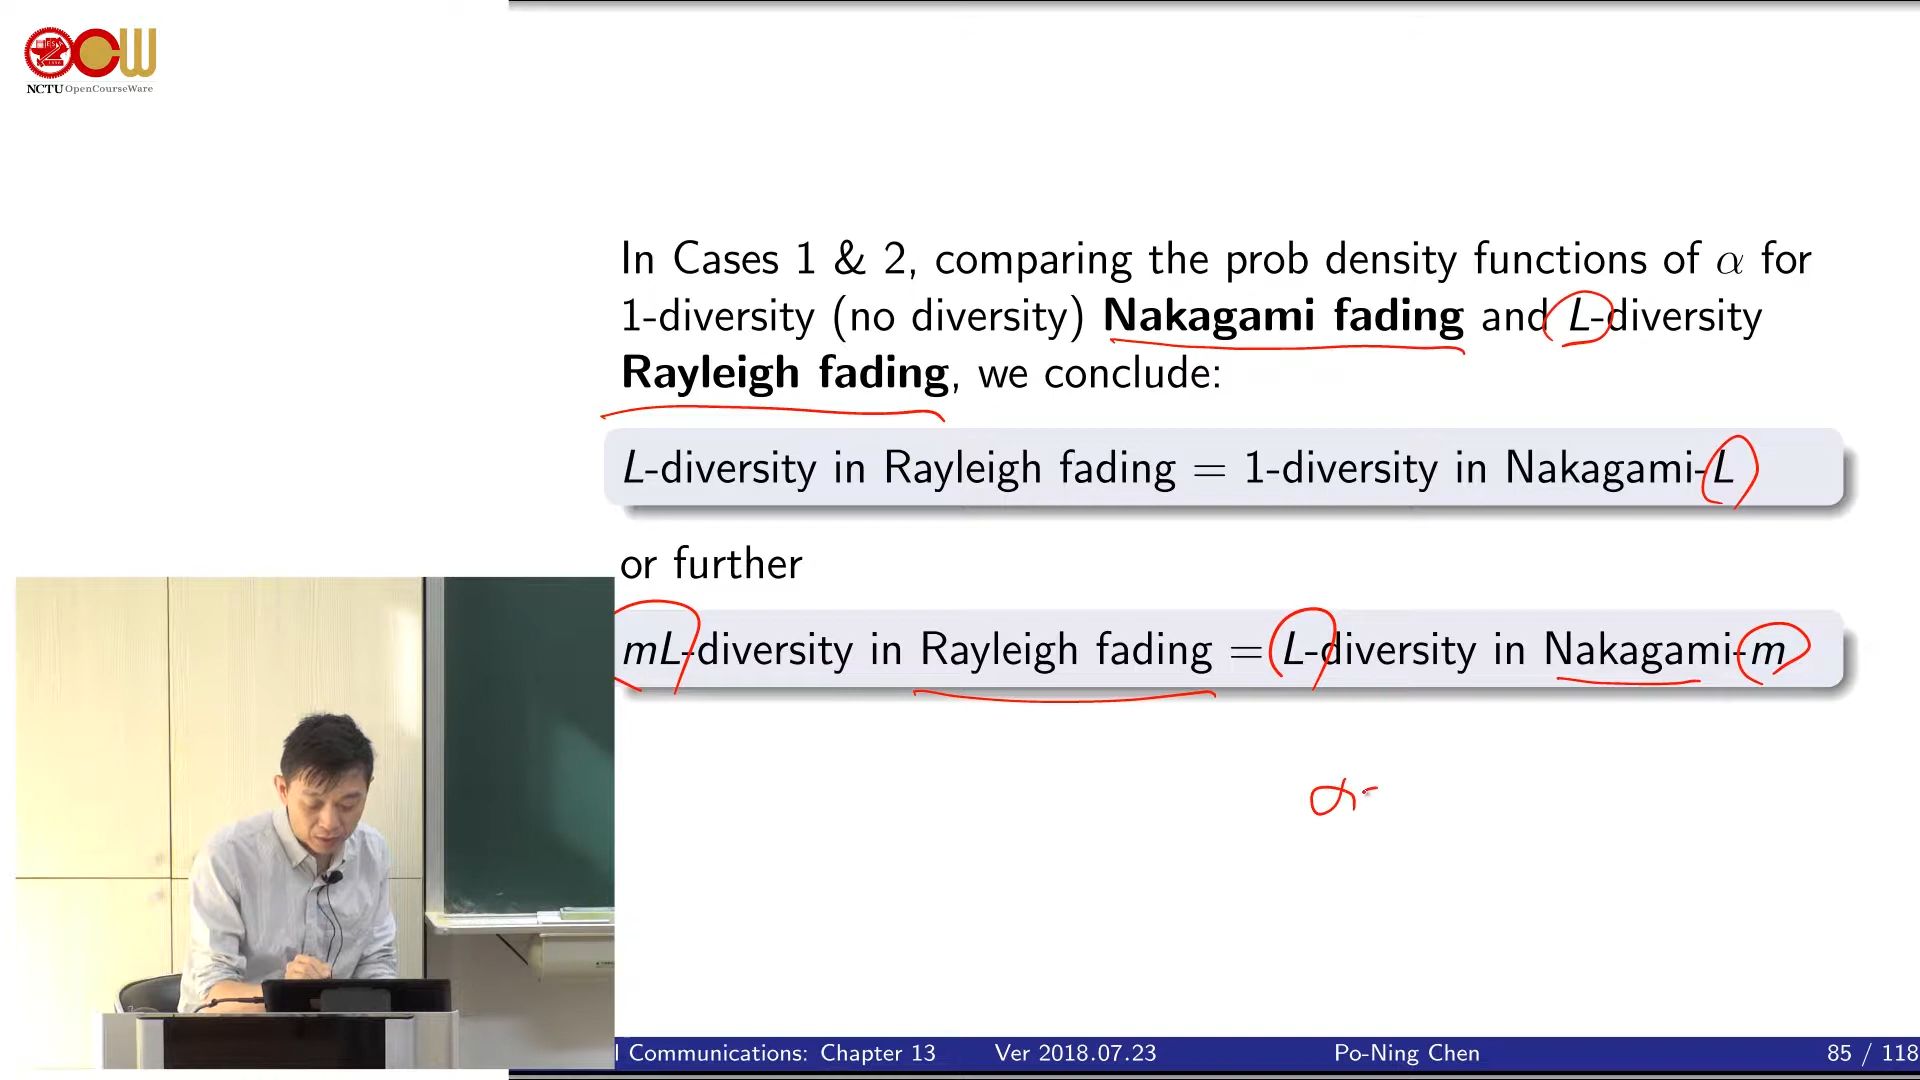 NCTU OpenCourseWare
In Cases 1 & 2, comparing the prob density functions of α for
1-diversity (no diversity) Nakagami fading and L-diversity
Rayleigh fading, we conclude:
L-diversity in Rayleigh fading = 1-diversity in Nakagami-L
or further
mL-diversity in Rayleigh fading = L-diversity in Nakagami-m
α-
l Communications: Chapter 13 Ver 2018.07.23 Po-Ning Chen 85 / 118